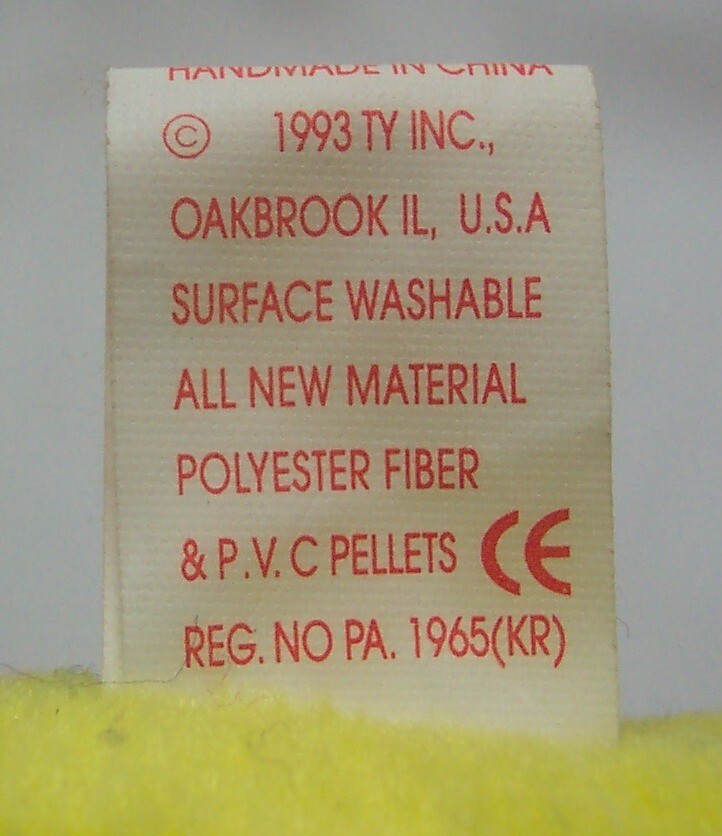 HANDMADE IN CHINA
© 1993 TY INC.,
OAKBROOK IL, U.S.A
SURFACE WASHABLE
ALL NEW MATERIAL
POLYESTER FIBER
& P.V.C PELLETS CE
REG. NO PA. 1965(KR)